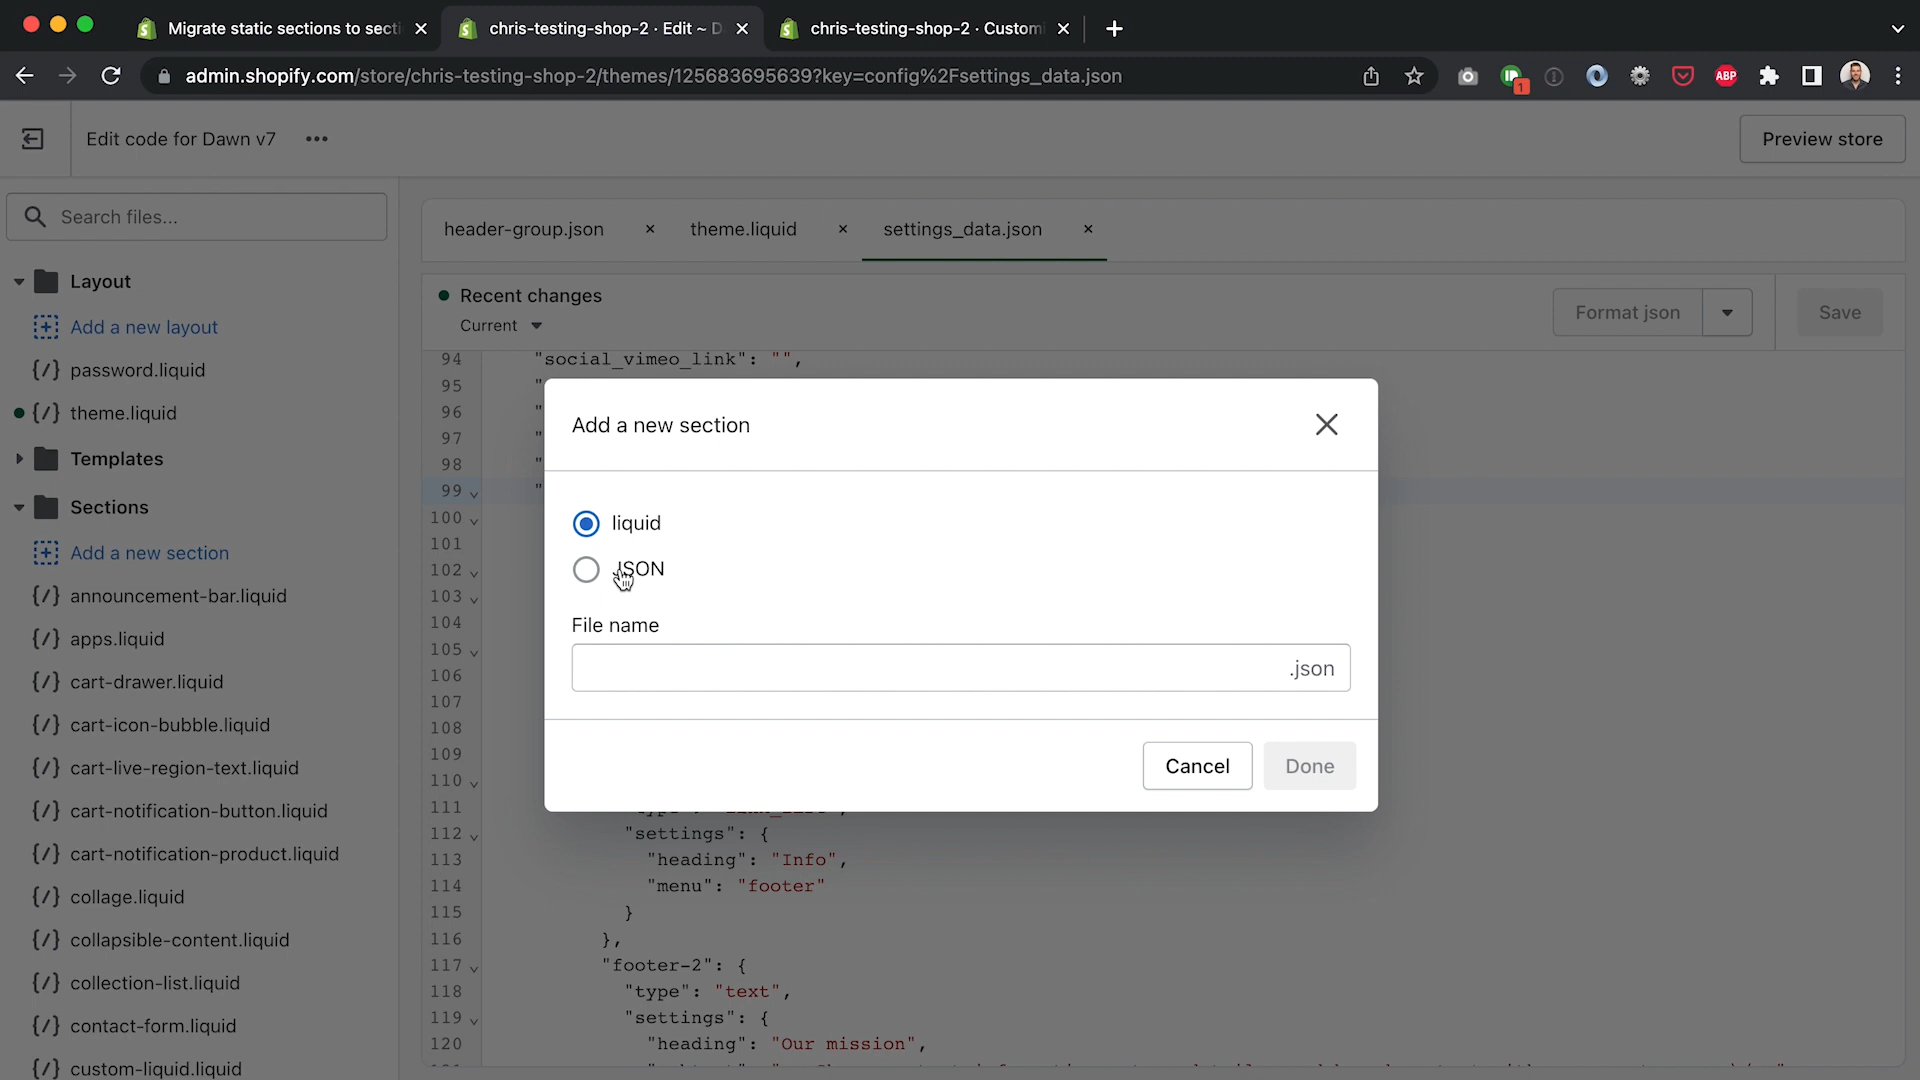 Migrate static sections to secti
chris-testing-shop-2 · Edit ~ D
chris-testing-shop-2 · Custom
admin.shopify.com/store/chris-testing-shop-2/themes/125683695639?key=config%2Fsettings_data.json
1
ABP
Edit code for Dawn v7
Preview store
Search files...
header-group.json
theme.liquid
settings_data.json
Layout
Recent changes
Current
Format json
Save
Add a new layout
password.liquid
theme.liquid
Templates
Sections
Add a new section
announcement-bar.liquid
apps.liquid
cart-drawer.liquid
cart-icon-bubble.liquid
cart-live-region-text.liquid
cart-notification-button.liquid
cart-notification-product.liquid
collage.liquid
collapsible-content.liquid
collection-list.liquid
contact-form.liquid
custom-liquid.liquid
94 "social_vimeo_link": "",
95 "
96 "
97 "
98 "
99 "
100
101
102
103
104
105
106
107
108
109
110
111
112 "settings": {
113 "heading": "Info",
114 "menu": "footer"
115 }
116 },
117 "footer-2": {
118 "type": "text",
119 "settings": {
120 "heading": "Our mission",
Add a new section
liquid
JSON
File name
.json
Cancel
Done